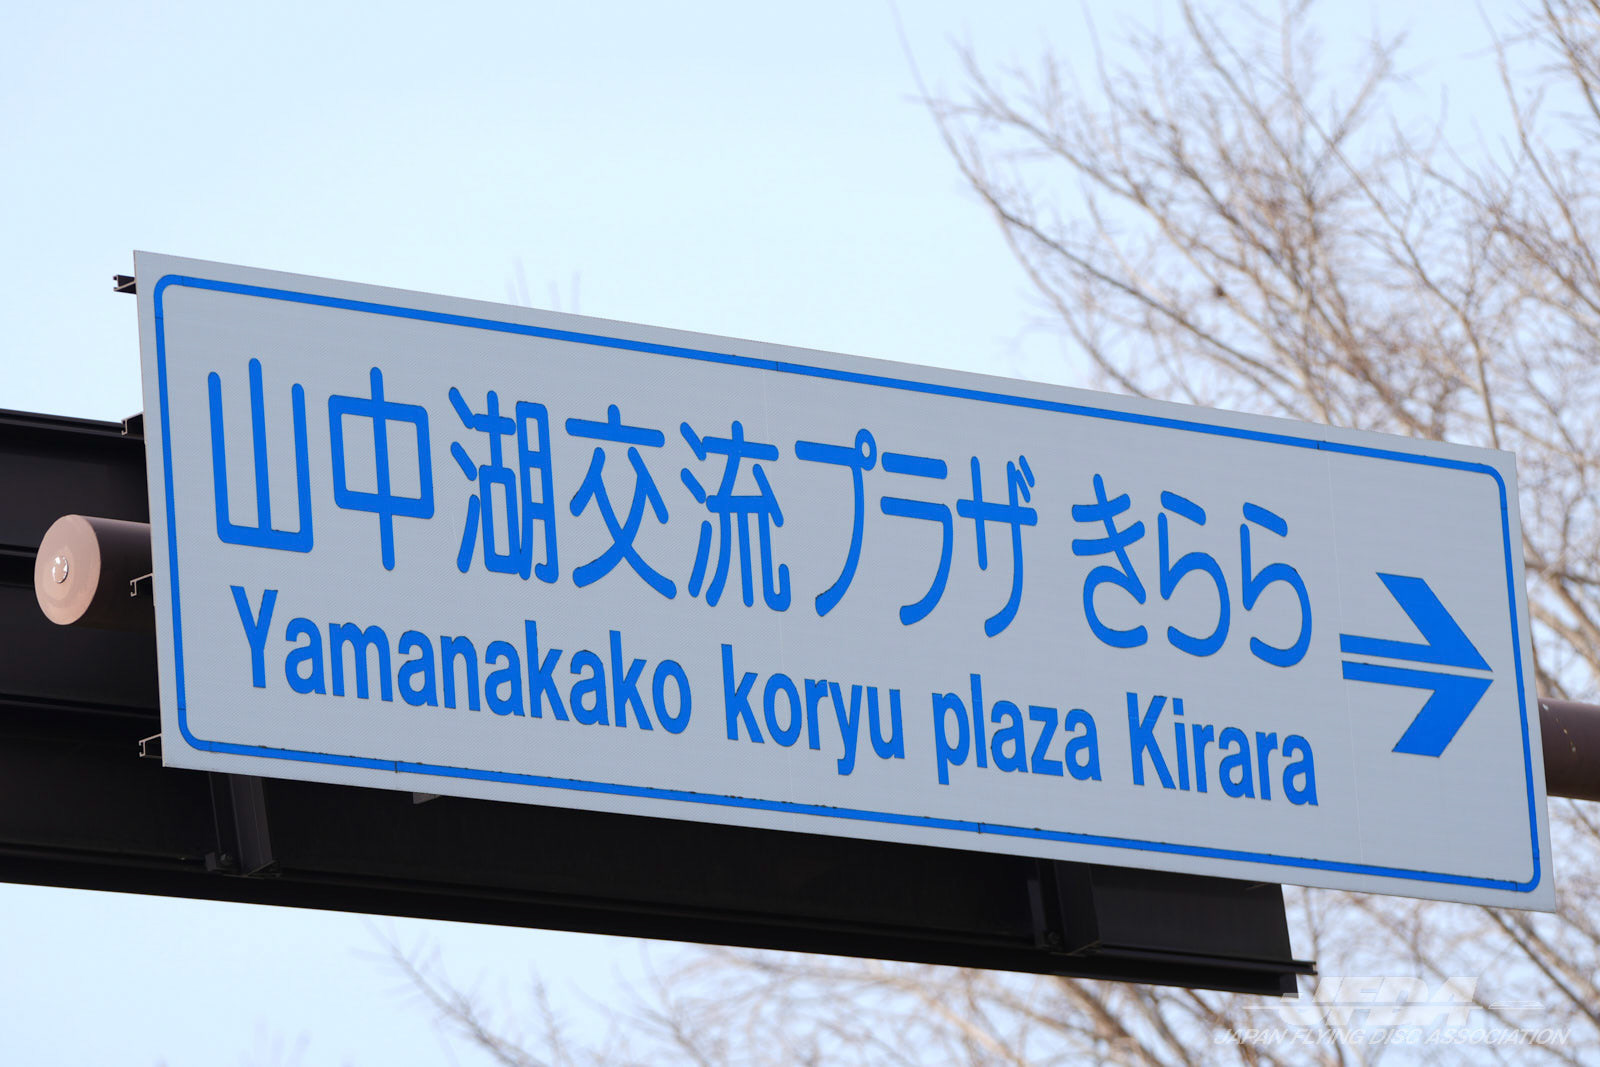 山中湖交流プラザ きらら
Yamanakako koryu plaza Kirara
JFDA
JAPAN FLYING DISC ASSOCIATION